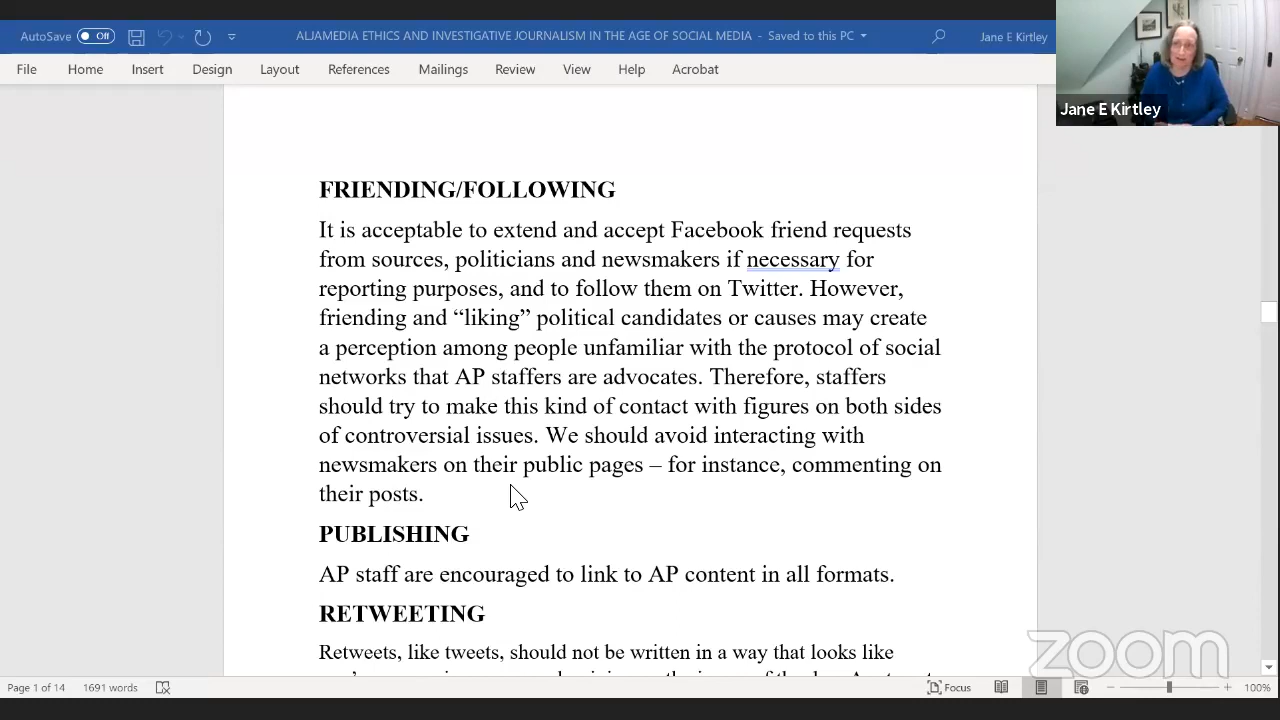 AutoSave Off
ALJAMEDIA ETHICS AND INVESTIGATIVE JOURNALISM IN THE AGE OF SOCIAL MEDIA - Saved to this PC
Jane E Kirtley
File Home Insert Design Layout References Mailings Review View Help Acrobat
Jane E Kirtley
FRIENDING/FOLLOWING
It is acceptable to extend and accept Facebook friend requests
from sources, politicians and newsmakers if necessary for
reporting purposes, and to follow them on Twitter. However,
friending and “liking” political candidates or causes may create
a perception among people unfamiliar with the protocol of social
networks that AP staffers are advocates. Therefore, staffers
should try to make this kind of contact with figures on both sides
of controversial issues. We should avoid interacting with
newsmakers on their public pages – for instance, commenting on
their posts.
PUBLISHING
AP staff are encouraged to link to AP content in all formats.
RETWEETING
Retweets, like tweets, should not be written in a way that looks like
zoom
Page 1 of 14 1691 words
Focus
100%